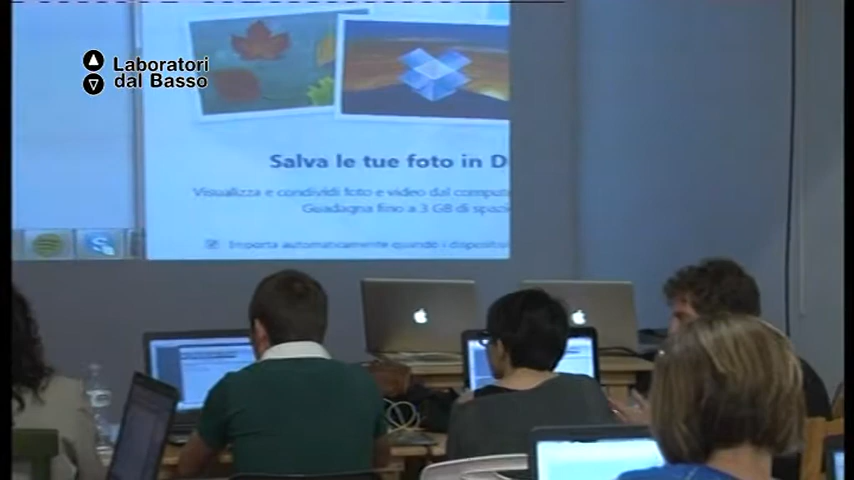 Laboratori
dal Basso
Salva le tue foto in D
Visualizza e condividi foto e video dal comput
Guadagna fino a 3 GB di spazi
Importa automaticamente quando i dispositiv